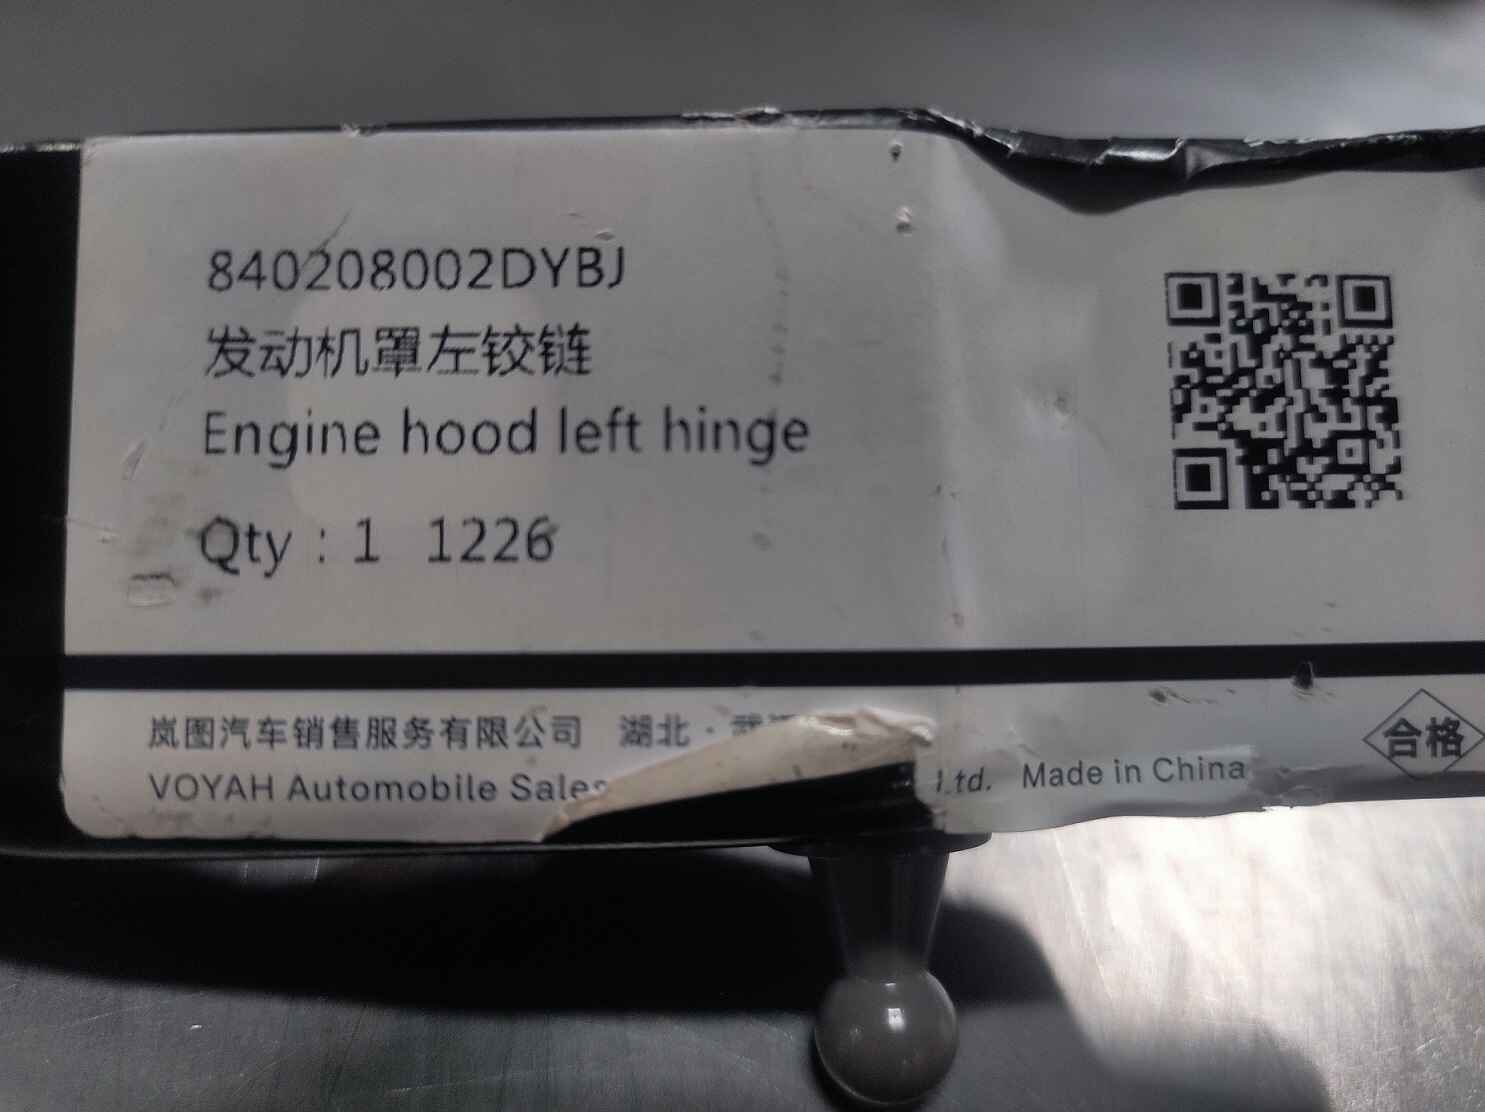 840208002DYBJ
发动机罩左铰链
Engine hood left hinge
Qty : 1 1226
岚图汽车销售服务有限公司 湖北 ·
VOYAH Automobile Sales Ltd. Made in China
合格